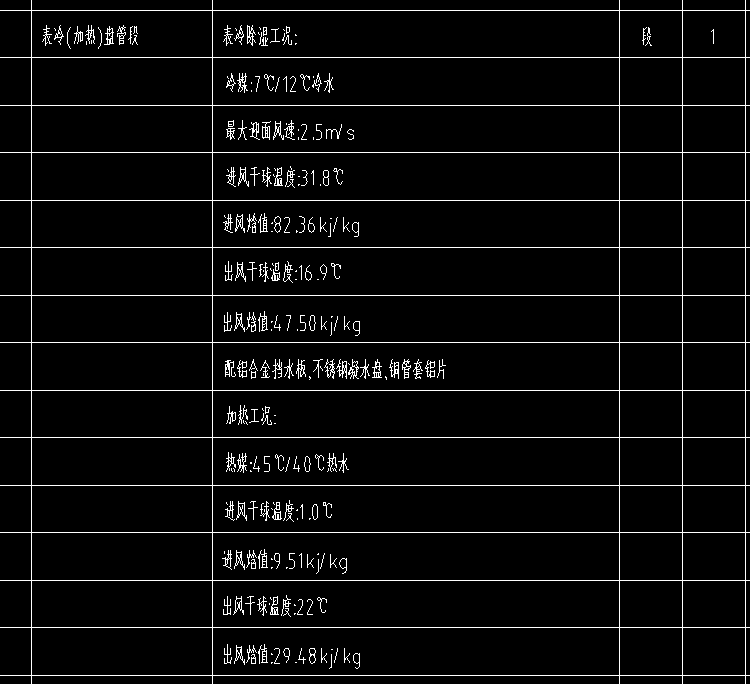 表冷(加热)盘管段 表冷除湿工况: 段 1
冷媒:7℃/12℃冷水
最大迎面风速:2.5m/s
进风干球温度:31.8℃
进风焓值:82.36kj/kg
出风干球温度:16.9℃
出风焓值:47.50kj/kg
配铝合金挡水板,不锈钢凝水盘,铜管套铝片
加热工况:
热媒:45℃/40℃热水
进风干球温度:1.0℃
进风焓值:9.51kj/kg
出风干球温度:22℃
出风焓值:29.48kj/kg